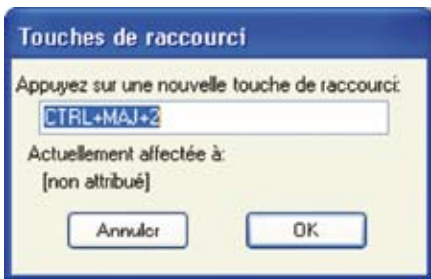 Touches de raccourci
Appuyez sur une nouvelle touche de raccourci:
CTRL+MAJ+2
Actuellement affectée à:
[non attribué]
Annuler OK